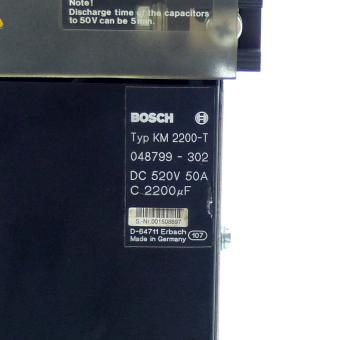 Note!
Discharge time of the capacitors
to 50V can be 5 min.
BOSCH
Typ KM 2200-T
048799 - 302
DC 520V 50A
C 2200µF
S.-Nr.001508897
D-64711 Erbach
Made in Germany 107